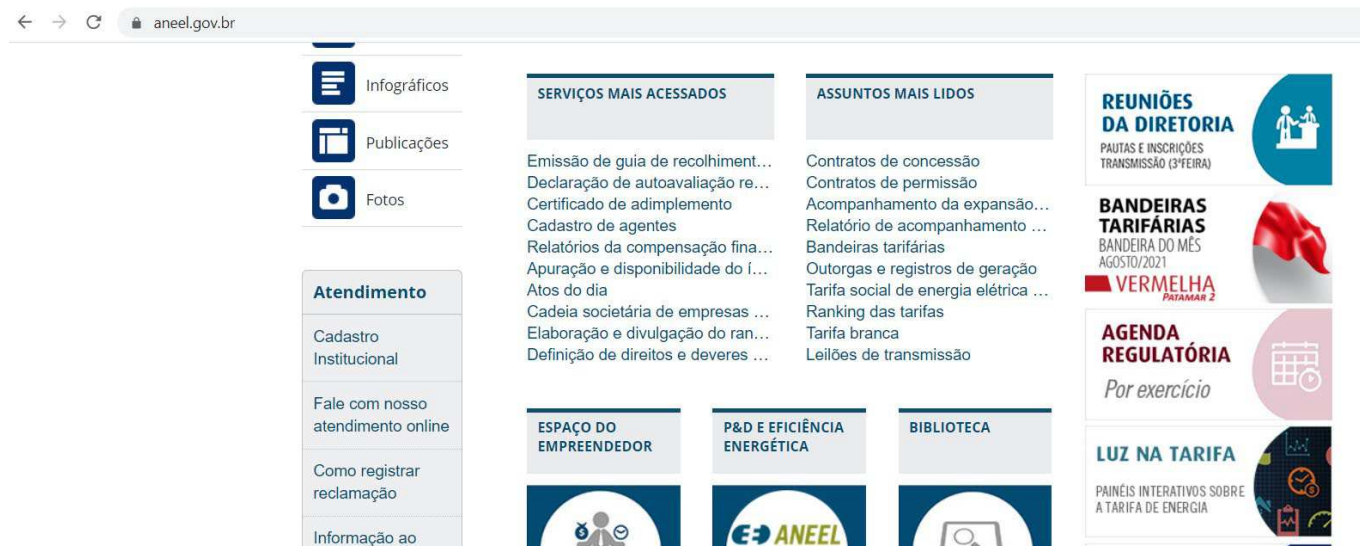 aneel.gov.br
Infográficos
Publicações
Fotos
Atendimento
Cadastro
Institucional
Fale com nosso
atendimento online
Como registrar
reclamação
Informação ao
SERVIÇOS MAIS ACESSADOS
Emissão de guia de recolhiment...
Declaração de autoavaliação re...
Certificado de adimplemento
Cadastro de agentes
Relatórios da compensação fina...
Apuração e disponibilidade do í...
Atos do dia
Cadeia societária de empresas ...
Elaboração e divulgação do ran...
Definição de direitos e deveres ...
ASSUNTOS MAIS LIDOS
Contratos de concessão
Contratos de permissão
Acompanhamento da expansão...
Relatório de acompanhamento ...
Bandeiras tarifárias
Outorgas e registros de geração
Tarifa social de energia elétrica ...
Ranking das tarifas
Tarifa branca
Leilões de transmissão
ESPAÇO DO
EMPREENDEDOR
P&D E EFICIÊNCIA
ENERGÉTICA
ANEEL
BIBLIOTECA
REUNIÕES
DA DIRETORIA
PAUTAS E INSCRIÇÕES
TRANSMISSÃO (3ªFEIRA)
BANDEIRAS
TARIFÁRIAS
BANDEIRA DO MÊS
AGOSTO/2021
VERMELHA
PATAMAR 2
AGENDA
REGULATÓRIA
Por exercício
LUZ NA TARIFA
PAINÉIS INTERATIVOS SOBRE
A TARIFA DE ENERGIA